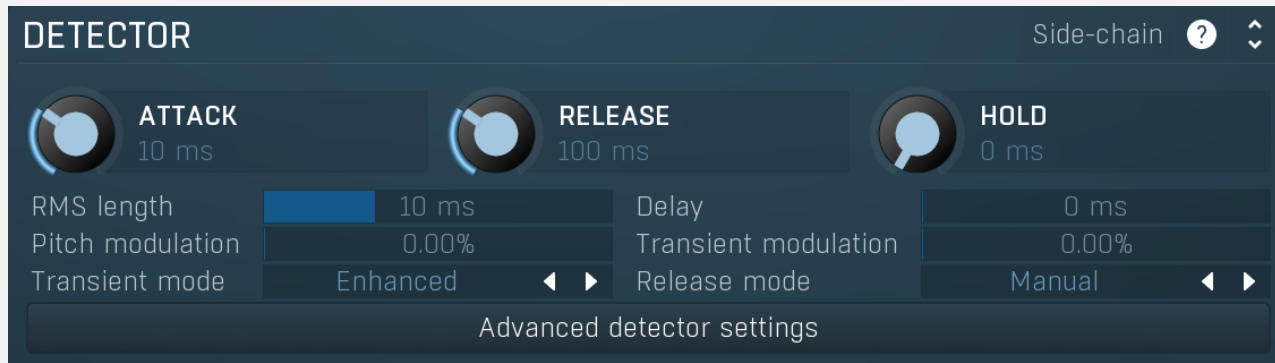 DETECTOR Side-chain ?
ATTACK RELEASE HOLD
10 ms 100 ms 0 ms
RMS length 10 ms Delay 0 ms
Pitch modulation 0.00% Transient modulation 0.00%
Transient mode Enhanced Release mode Manual
Advanced detector settings